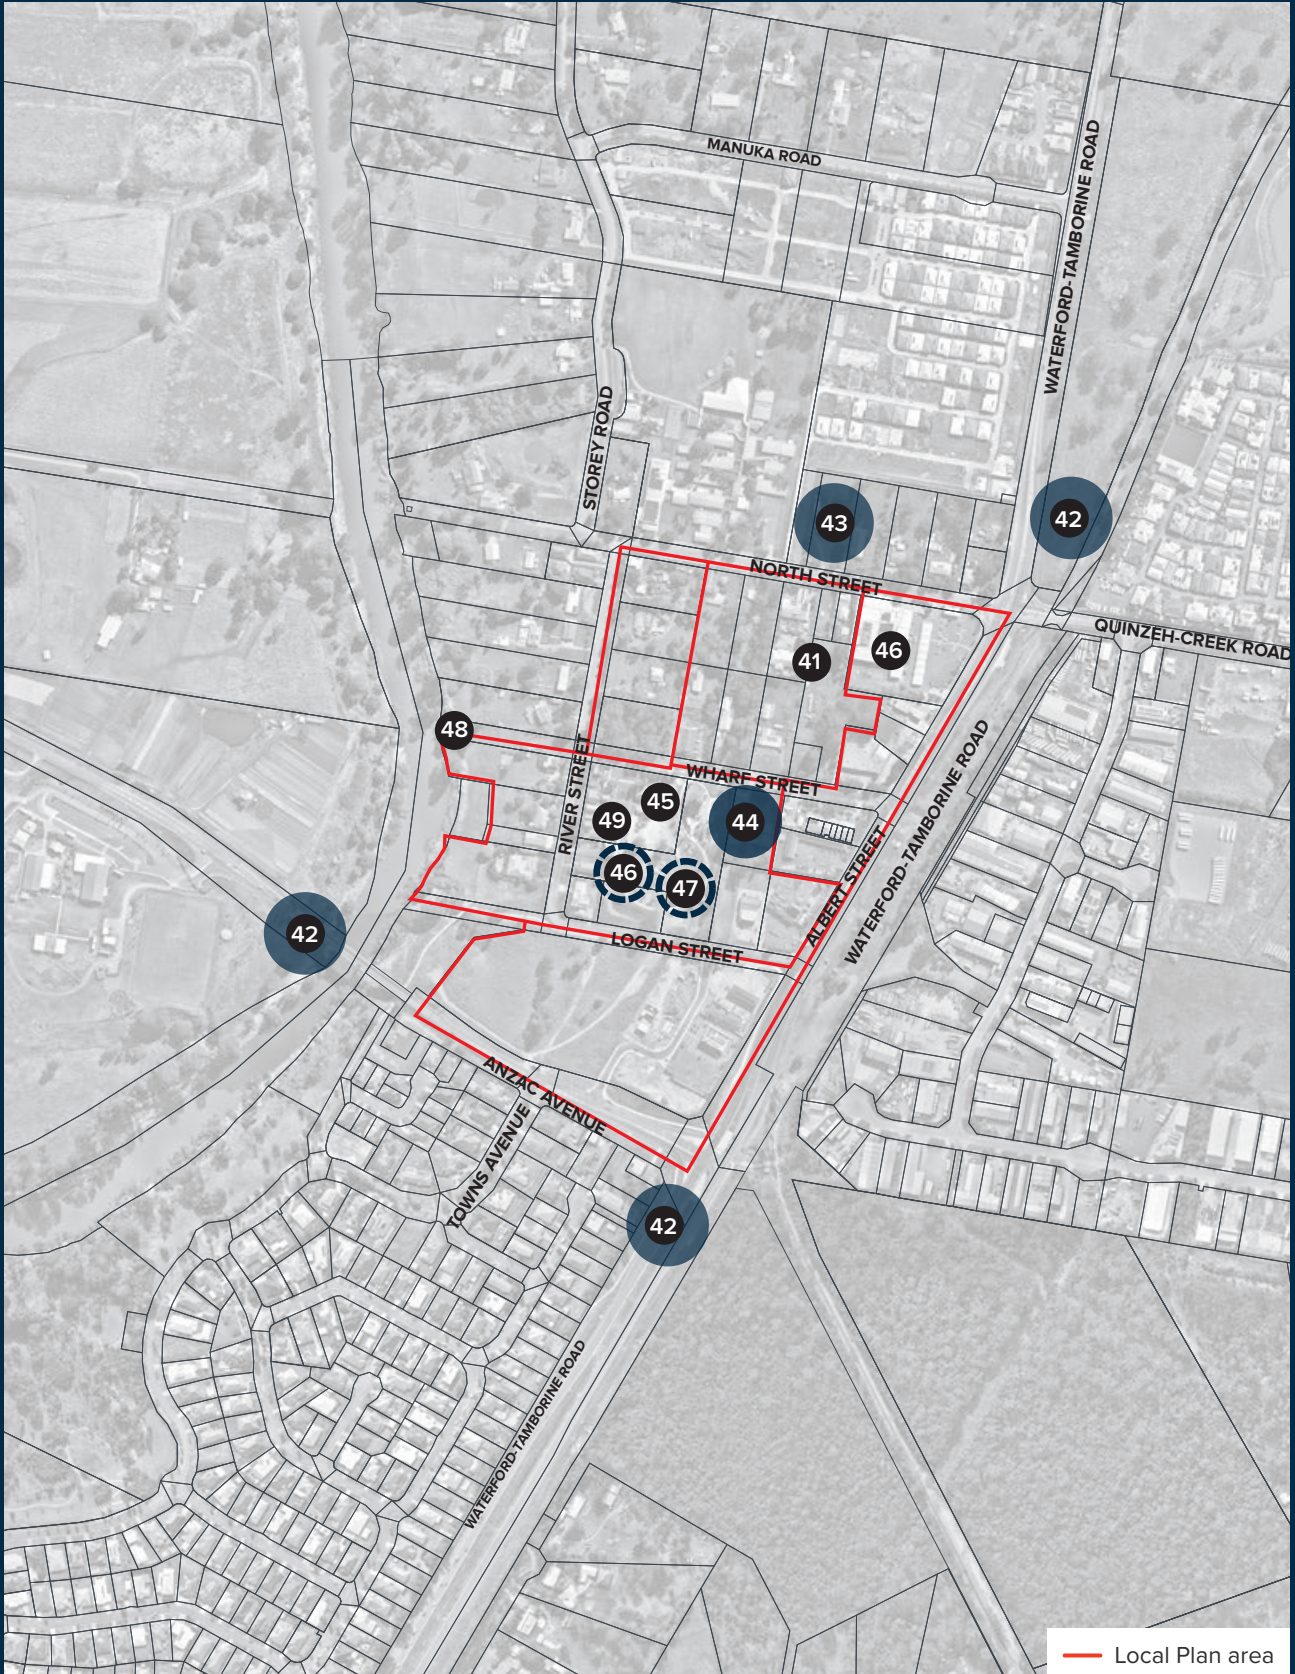 MANUKA ROAD
WATERFORD-TAMBORINE ROAD
STOREY ROAD
43
42
NORTH STREET
QUINZEH-CREEK ROAD
41
46
48
RIVER STREET
WHARF STREET
45
49
44
46
47
ALBERT STREET
WATERFORD-TAMBORINE ROAD
42
LOGAN STREET
ANZAC AVENUE
TOWNS AVENUE
42
WATERFORD-TAMBORINE ROAD
Local Plan area